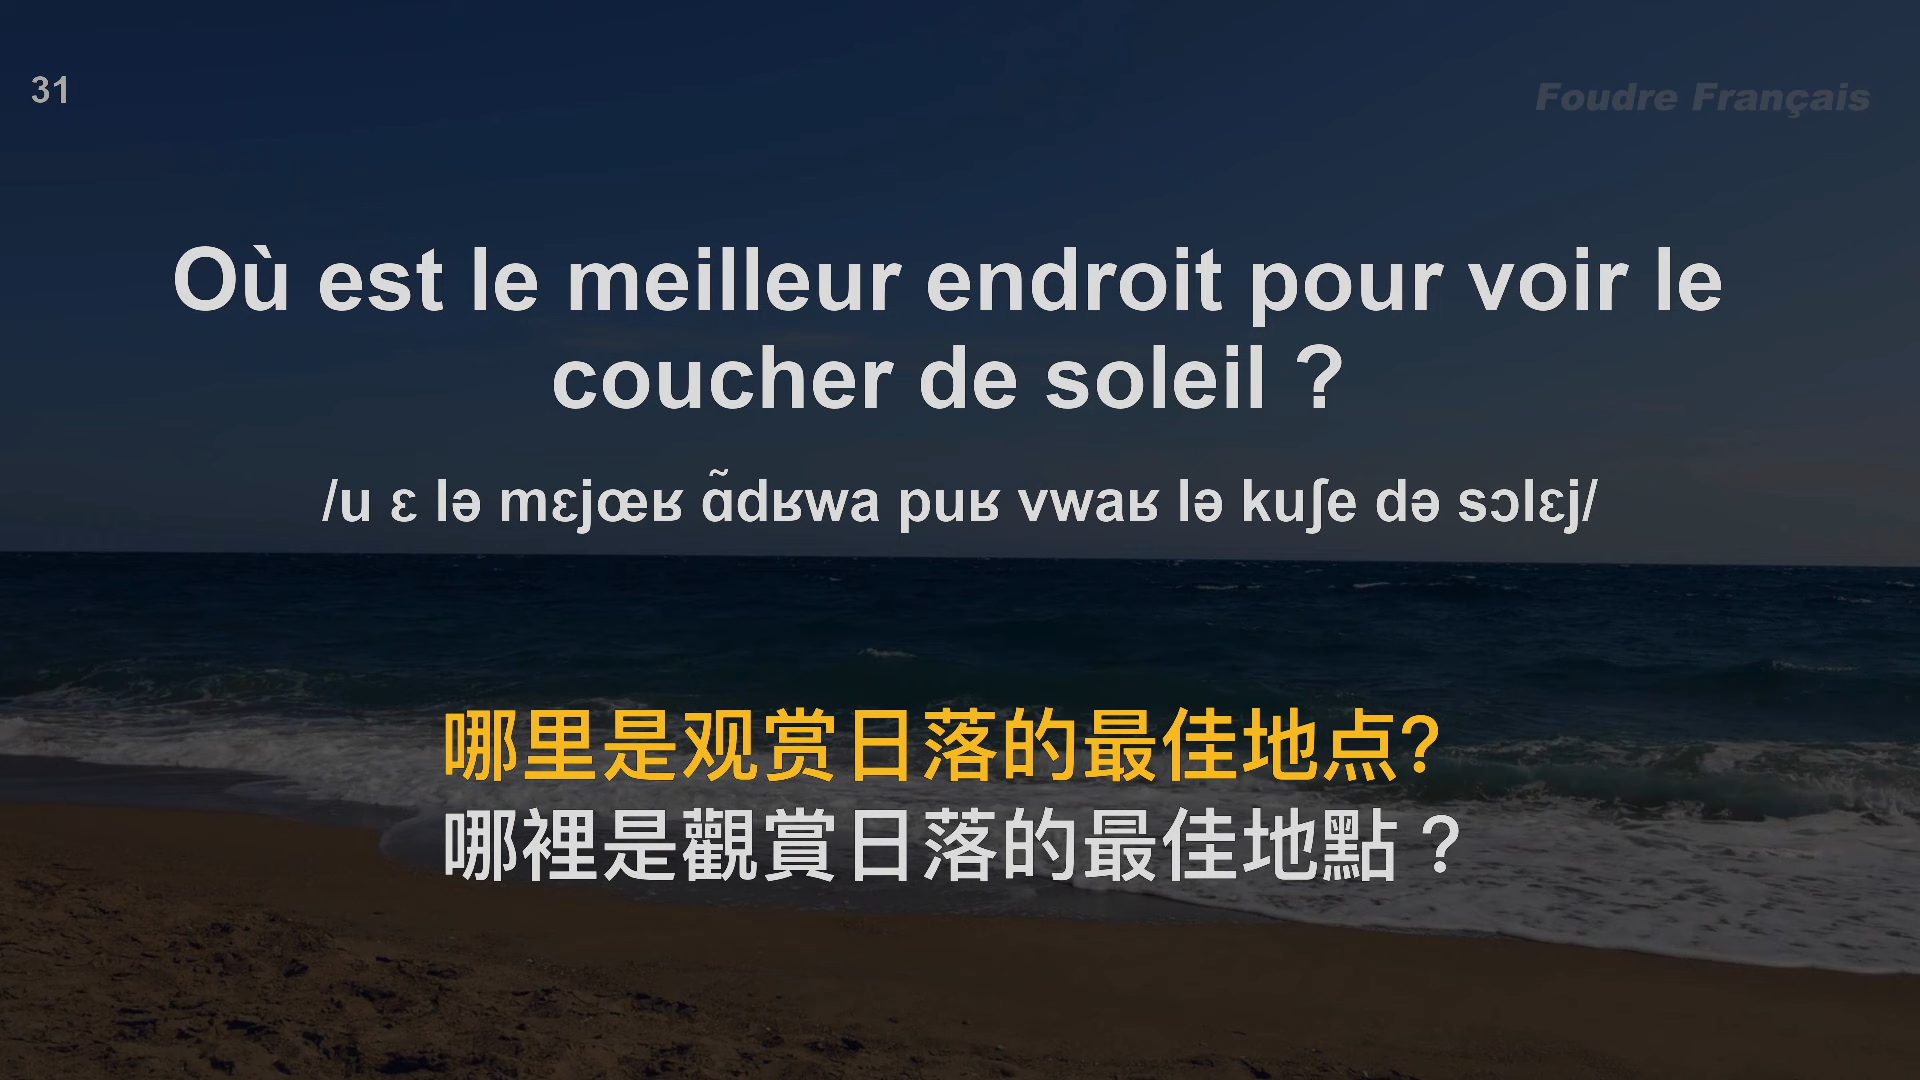 31
Foudre Français
Où est le meilleur endroit pour voir le
coucher de soleil ?
/u ɛ lə mɛjœʁ ɑ̃dʁwa puʁ vwaʁ lə kuʃe də sɔlɛj/
哪里是观赏日落的最佳地点?
哪裡是觀賞日落的最佳地點？